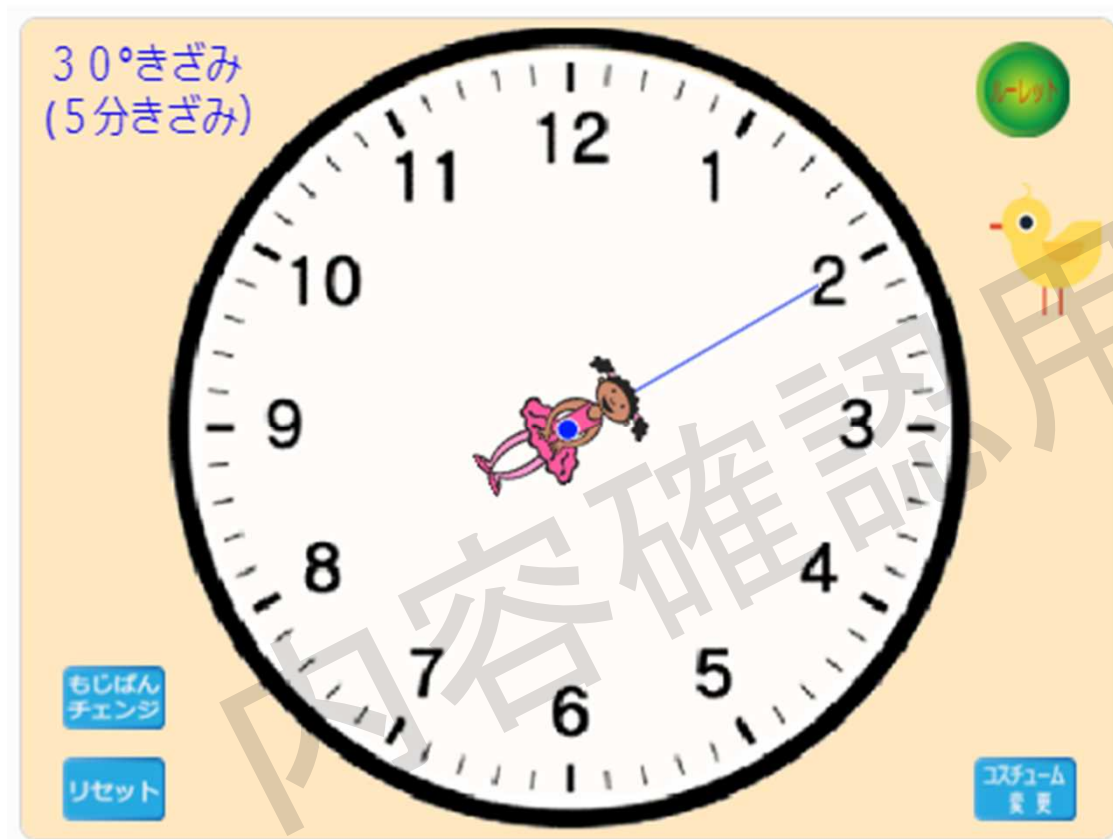 30°きざみ
(5分きざみ)
ルーレット
12
11
1
10
2
9
3
8
4
7
5
6
もじばん
チェンジ
リセット
コスチューム
変更
内容確認用